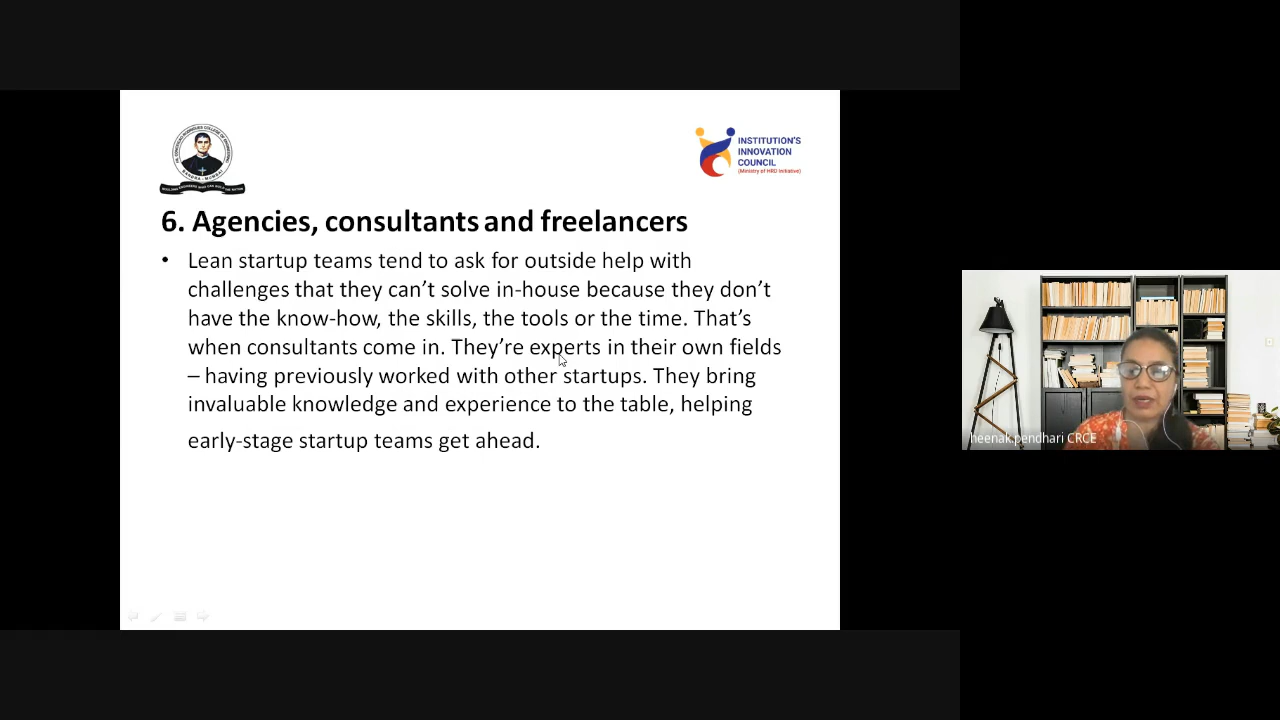 INSTITUTION'S
INNOVATION
COUNCIL
(Ministry of HRD Initiative)
BANDRA - MUMBAI
6. Agencies, consultants and freelancers
• Lean startup teams tend to ask for outside help with
challenges that they can’t solve in-house because they don’t
have the know-how, the skills, the tools or the time. That’s
when consultants come in. They’re experts in their own fields
– having previously worked with other startups. They bring
invaluable knowledge and experience to the table, helping
early-stage startup teams get ahead.
heenak.pendhari CRCE